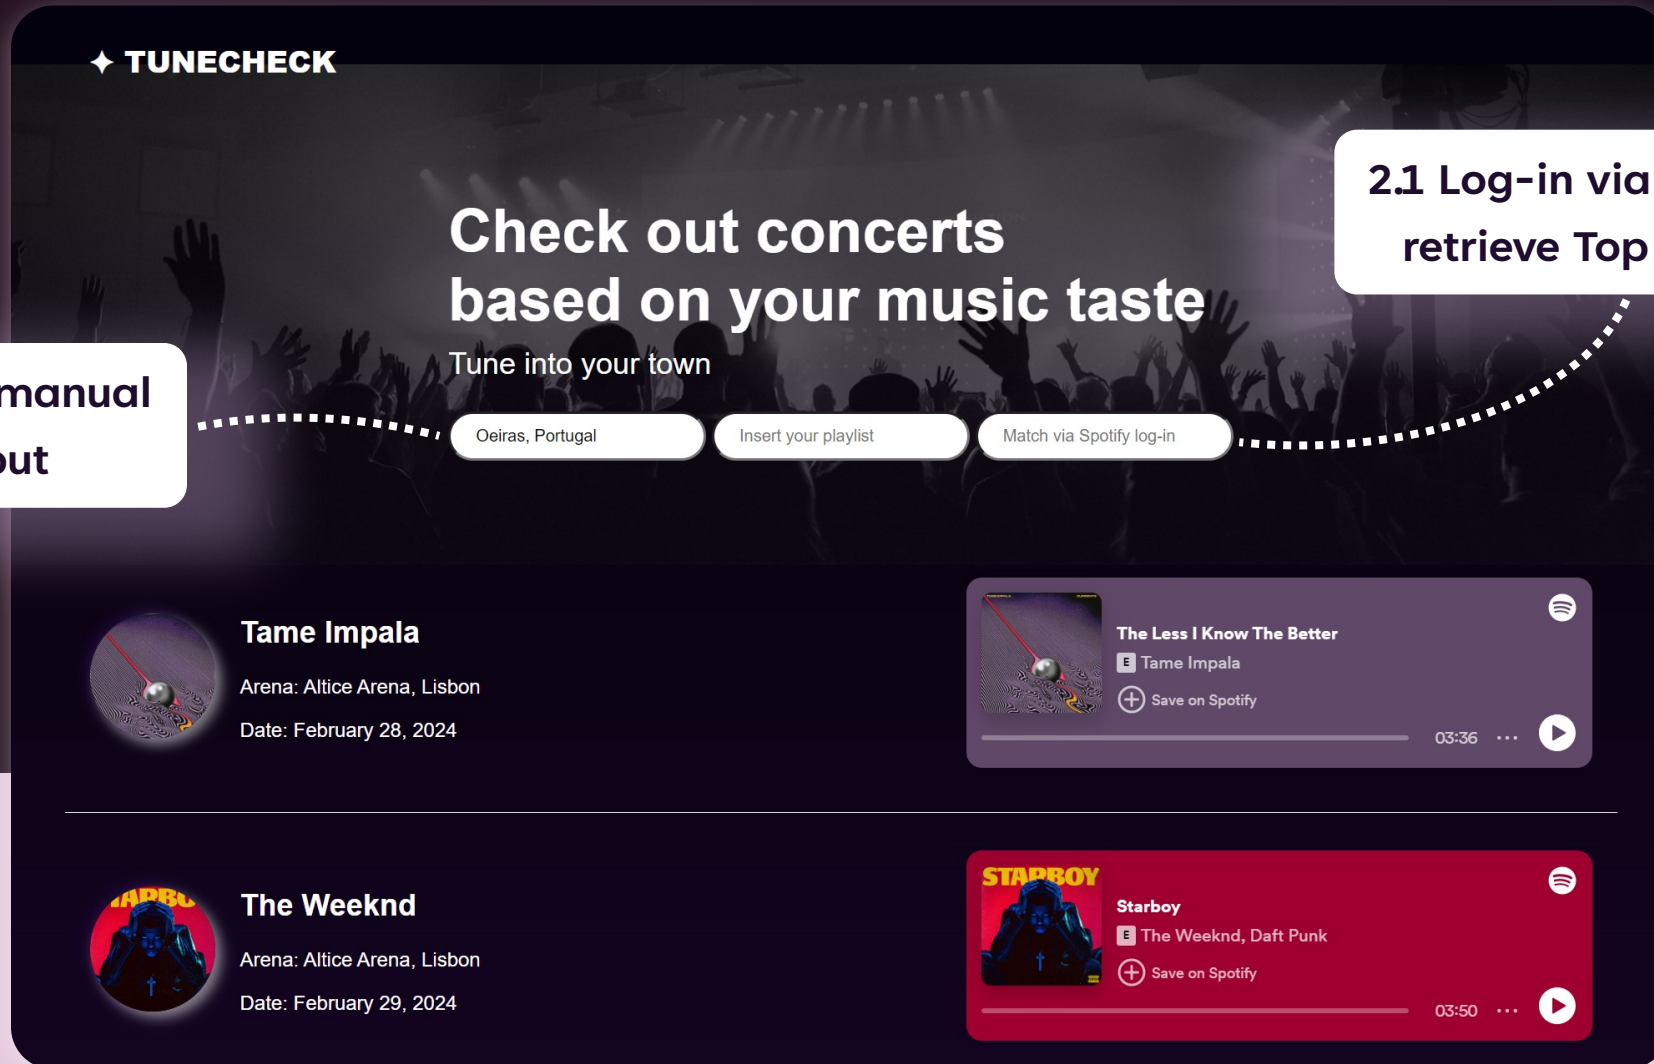 ✦ TUNECHECK
2.1 Log-in via
retrieve Top
Check out concerts
based on your music taste
Tune into your town
manual
out
Oeiras, Portugal
Insert your playlist
Match via Spotify log-in
Tame Impala
Arena: Altice Arena, Lisbon
Date: February 28, 2024
The Less I Know The Better
E Tame Impala
Save on Spotify
03:36
The Weeknd
Arena: Altice Arena, Lisbon
Date: February 29, 2024
STARBOY
Starboy
E The Weeknd, Daft Punk
Save on Spotify
03:50